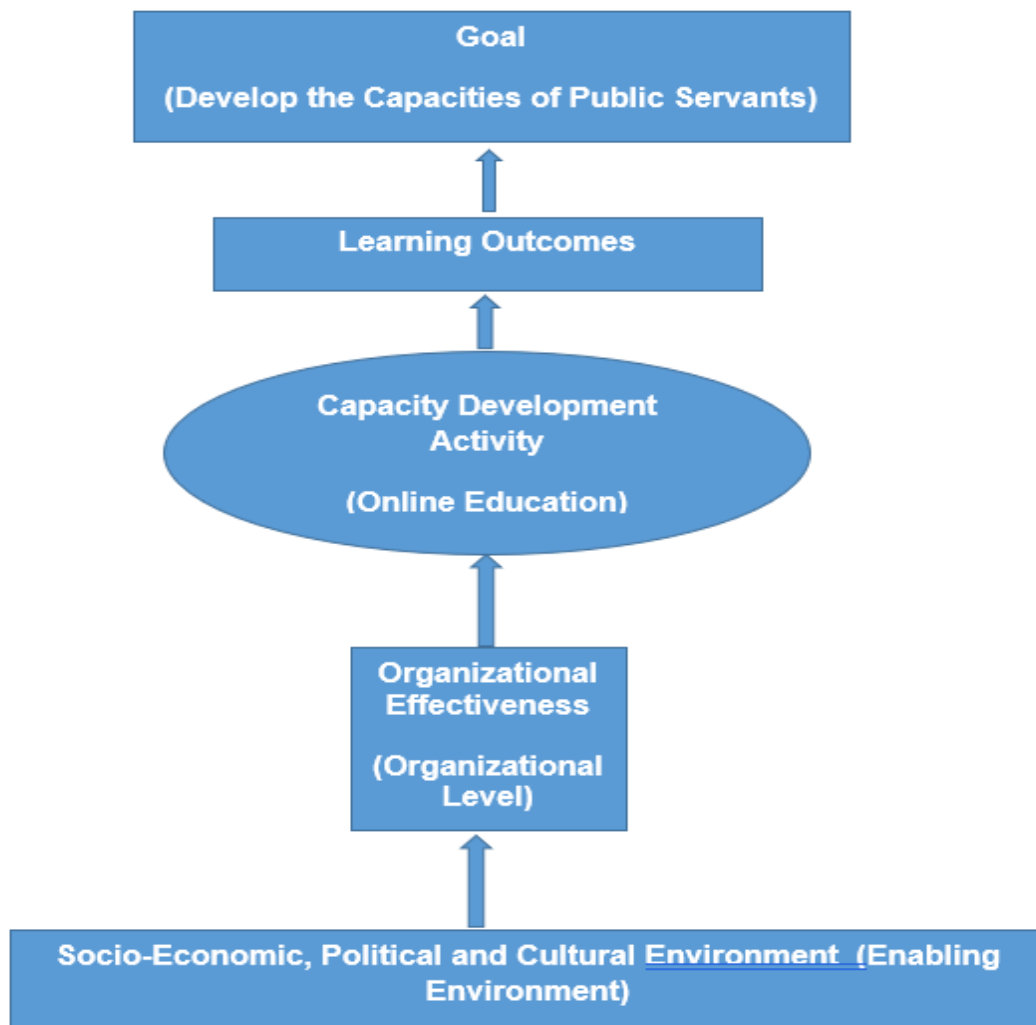 Goal
(Develop the Capacities of Public Servants)
Learning Outcomes
Capacity Development
Activity
(Online Education)
Organizational
Effectiveness
(Organizational
Level)
Socio-Economic, Political and Cultural Environment (Enabling
Environment)